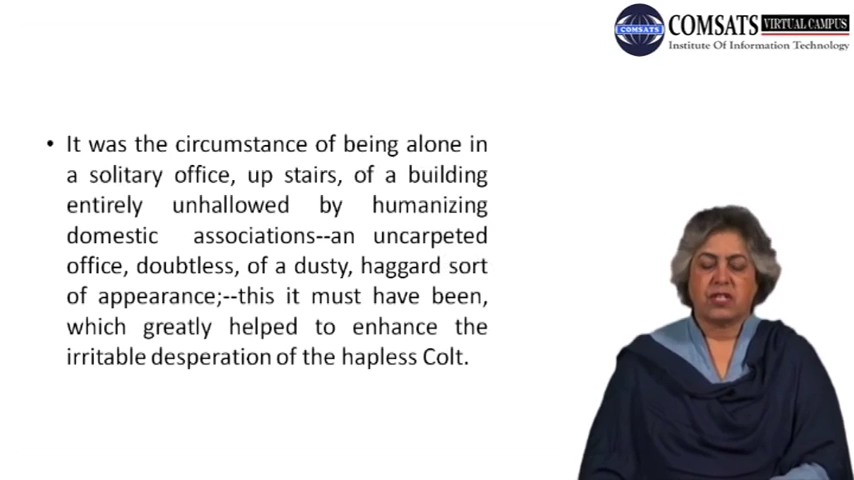 COMSATS
COMSATS VIRTUAL CAMPUS
Institute Of Information Technology
• It was the circumstance of being alone in
a solitary office, up stairs, of a building
entirely unhallowed by humanizing
domestic associations--an uncarpeted
office, doubtless, of a dusty, haggard sort
of appearance;--this it must have been,
which greatly helped to enhance the
irritable desperation of the hapless Colt.